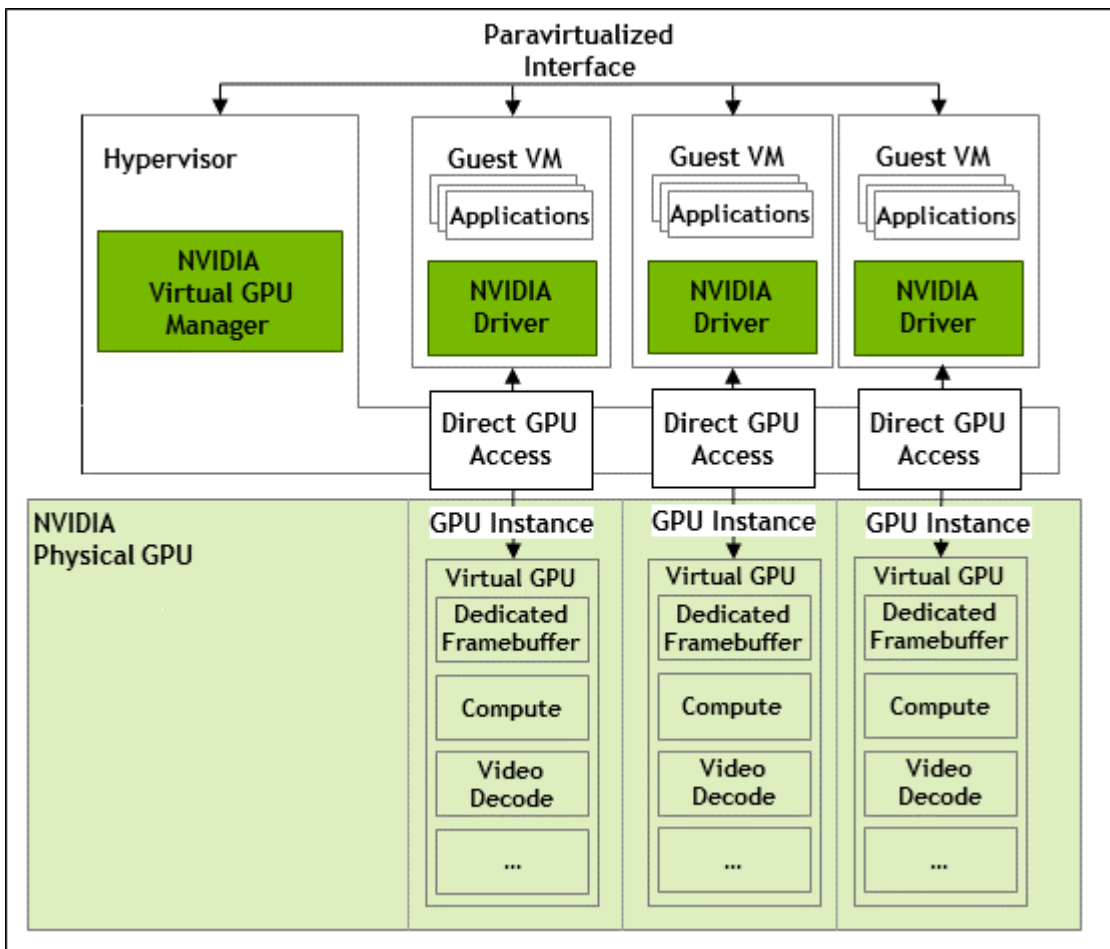 Paravirtualized
Interface
Hypervisor
NVIDIA
Virtual GPU
Manager
Guest VM
Applications
NVIDIA
Driver
Guest VM
Applications
NVIDIA
Driver
Guest VM
Applications
NVIDIA
Driver
Direct GPU
Access
Direct GPU
Access
Direct GPU
Access
NVIDIA
Physical GPU
GPU Instance
Virtual GPU
Dedicated
Framebuffer
Compute
Video
Decode
...
GPU Instance
Virtual GPU
Dedicated
Framebuffer
Compute
Video
Decode
...
GPU Instance
Virtual GPU
Dedicated
Framebuffer
Compute
Video
Decode
...